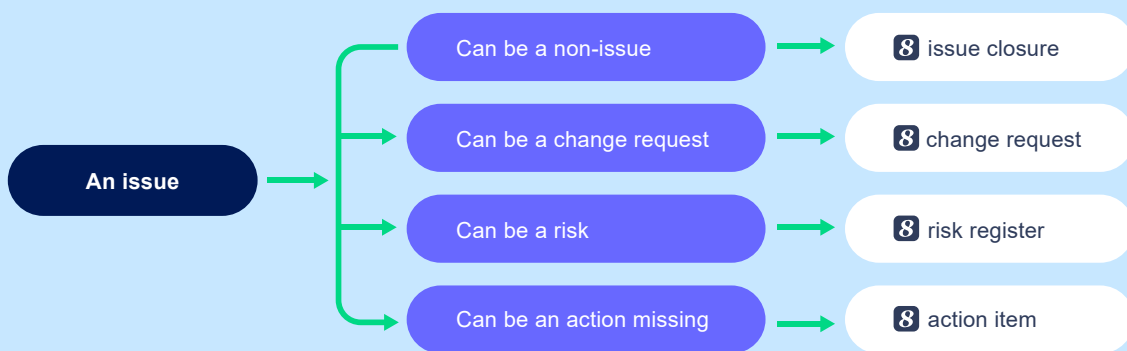 An issue
Can be a non-issue
8 issue closure
Can be a change request
8 change request
Can be a risk
8 risk register
Can be an action missing
8 action item